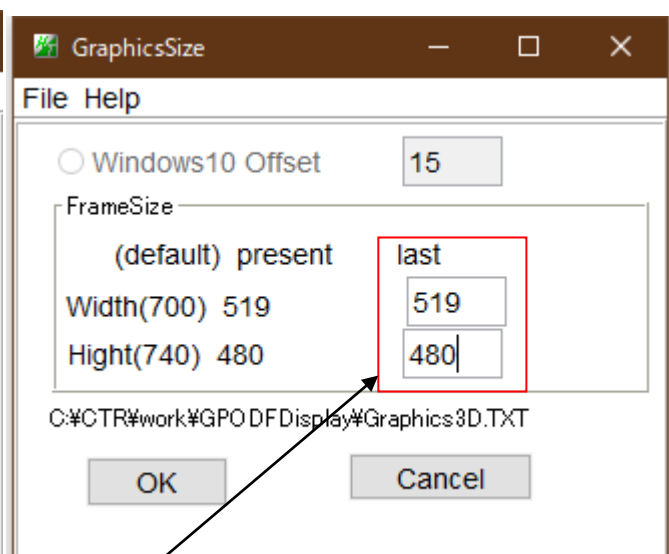 GraphicsSize
File Help
Windows10 Offset 15
FrameSize
(default) present last
Width(700) 519 519
Hight(740) 480 480
C:¥CTR¥work¥GPODFDisplay¥Graphics3D.TXT
OK Cancel